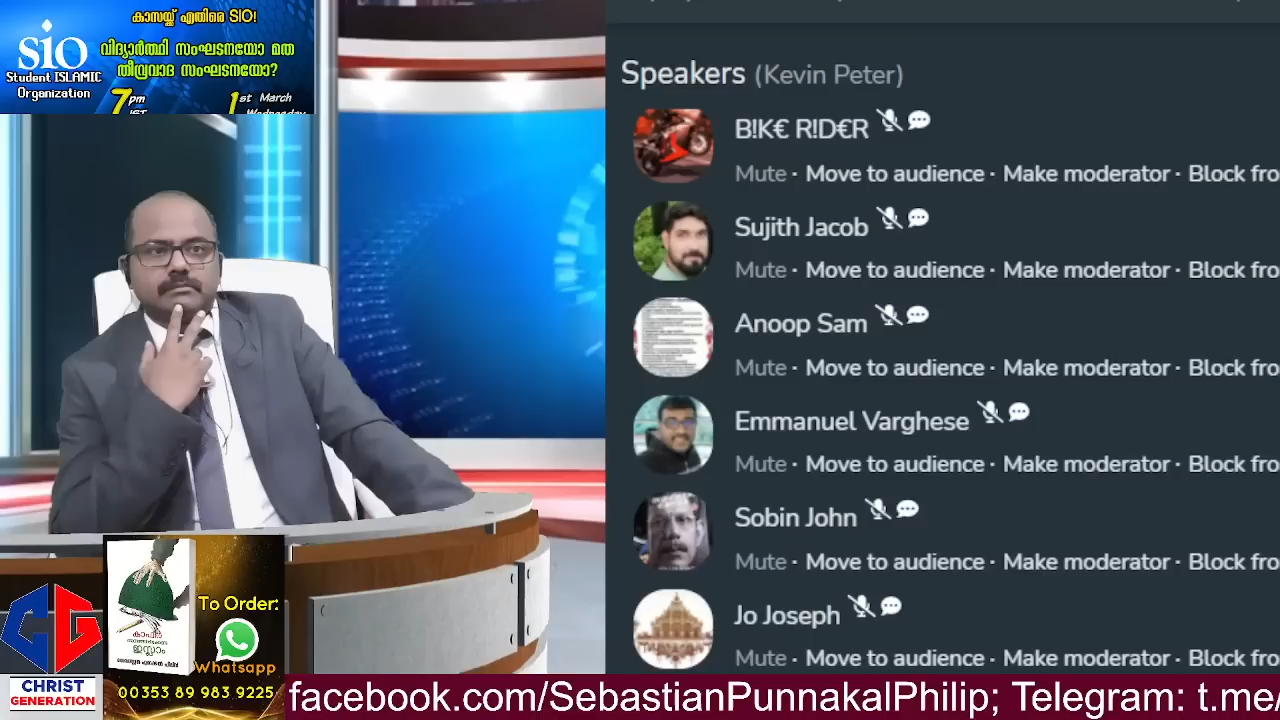 കാസയ്ക്ക് എതിരെ SIO!
sio
Student ISLAMIC
Organization
വിദ്യാർത്ഥി സംഘടനയോ മത
തീവ്രവാദ സംഘടനയോ?
7pm
1st March
Speakers (Kevin Peter)
B!K€ R!D€R
Mute · Move to audience · Make moderator · Block fro
Sujith Jacob
Mute · Move to audience · Make moderator · Block fro
Anoop Sam
Mute · Move to audience · Make moderator · Block fro
Emmanuel Varghese
Mute · Move to audience · Make moderator · Block fro
Sobin John
Mute · Move to audience · Make moderator · Block fro
Jo Joseph
Mute · Move to audience · Make moderator · Block fro
CG
CHRIST
GENERATION
കാഫിർ
ഇസ്ലാം
To Order:
Whatsapp
00353 89 983 9225
facebook.com/SebastianPunnakalPhilip; Telegram: t.me/